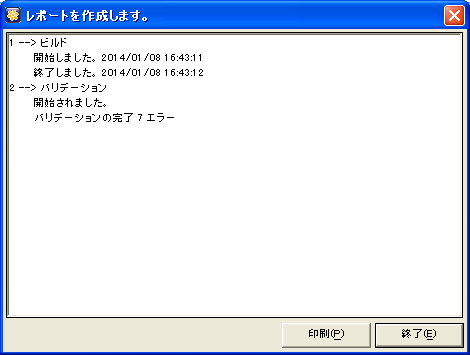 レポートを作成します。
1 --> ビルド
開始しました。2014/01/08 16:43:11
終了しました。2014/01/08 16:43:12
2 --> バリデーション
開始されました。
バリデーションの完了 7 エラー
印刷(P) 終了(E)